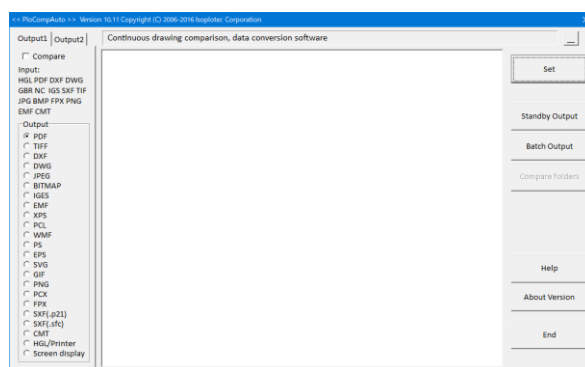 << PloCompAuto >> Version 10.11 Copyright (C) 2006-2016 Isoplotec Corporation
Output1 Output2
Continuous drawing comparison, data conversion software
Compare
Input:
HGL PDF DXF DWG
GBR NC IGS SXF TIF
JPG BMP FPX PNG
EMF CMT
Output
PDF
TIFF
DXF
DWG
JPEG
BITMAP
IGES
EMF
XPS
PCL
WMF
PS
EPS
SVG
GIF
PNG
PCX
FPX
SXF(.p21)
SXF(.sfc)
CMT
HGL/Printer
Screen display
Set
Standby Output
Batch Output
Compare folders
Help
About Version
End